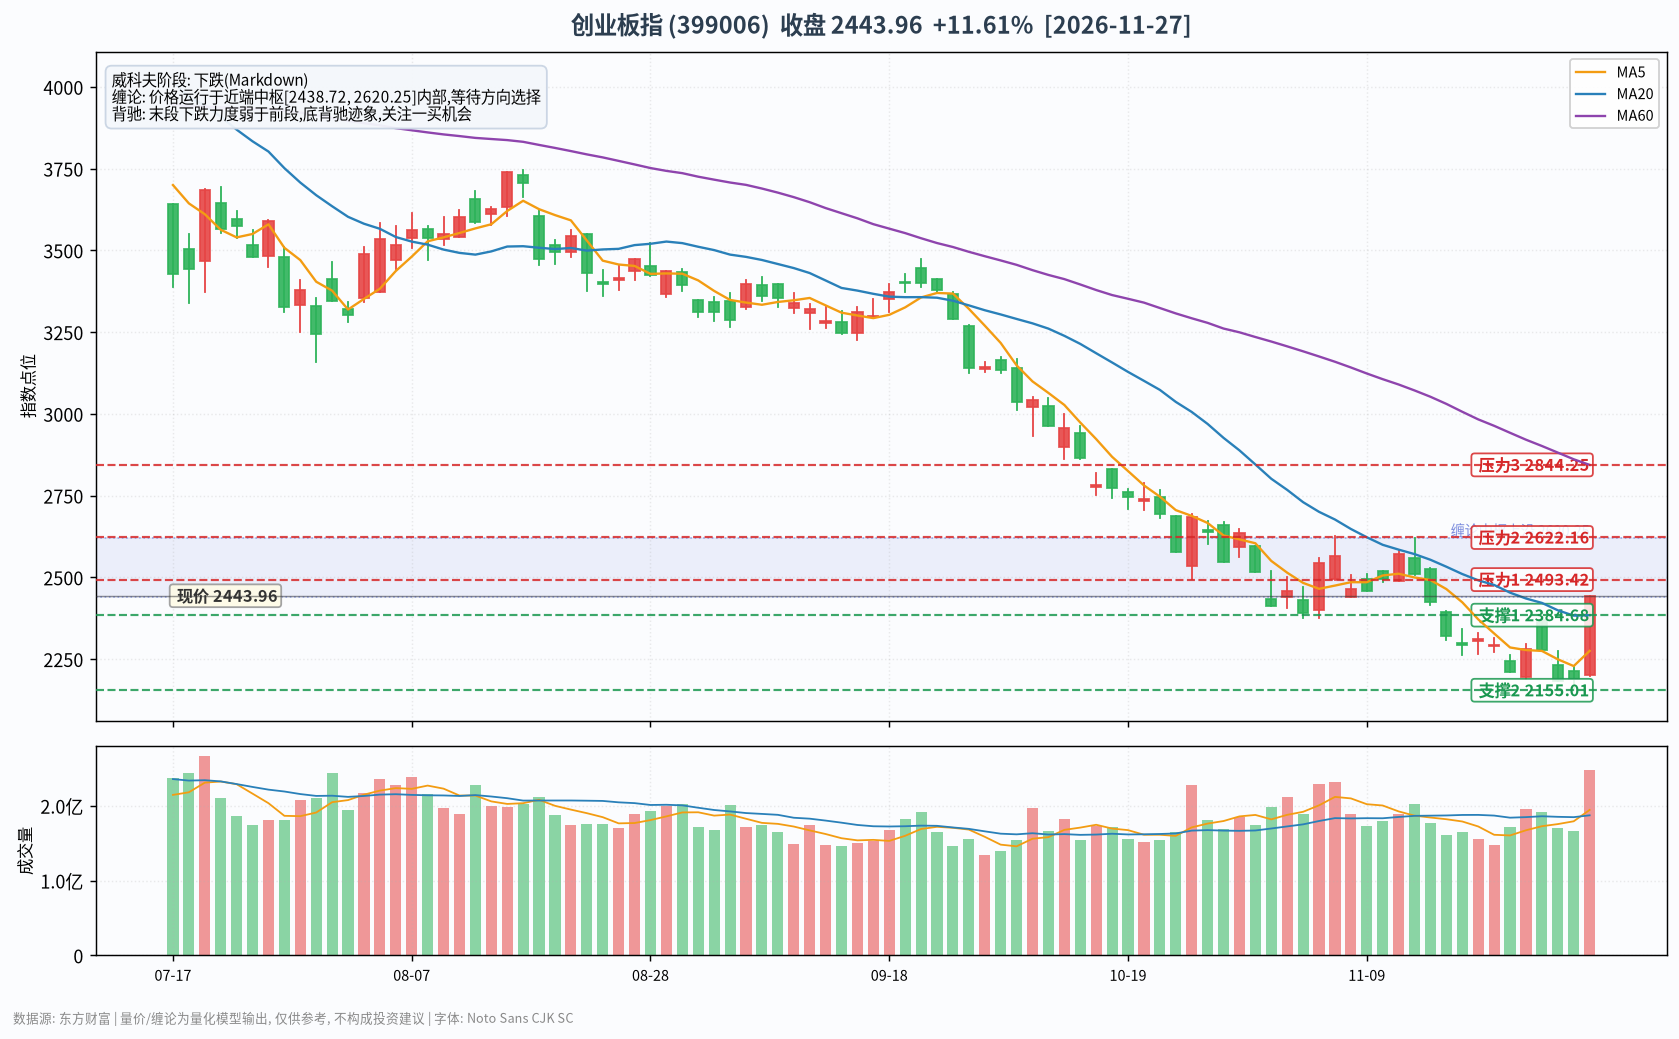 创业板指 (399006)  收盘 2443.96  +11.61%  [2026-11-27]
威科夫阶段: 下跌(Markdown)
缠论: 价格运行于近端中枢[2438.72, 2620.25]内部,等待方向选择
背驰: 末段下跌力度弱于前段,底背驰迹象,关注一买机会
MA5
MA20
MA60
4000
3750
3500
3250
3000
2750
2500
2250
指数点位
压力3 2844.25
缠论
压力2 2622.16
压力1 2493.42
现价 2443.96
支撑1 2384.68
支撑2 2155.01
2.0亿
1.0亿
0
成交量
07-17
08-07
08-28
09-18
10-19
11-09
数据源: 东方财富 | 量价/缠论为量化模型输出, 仅供参考, 不构成投资建议 | 字体: Noto Sans CJK SC